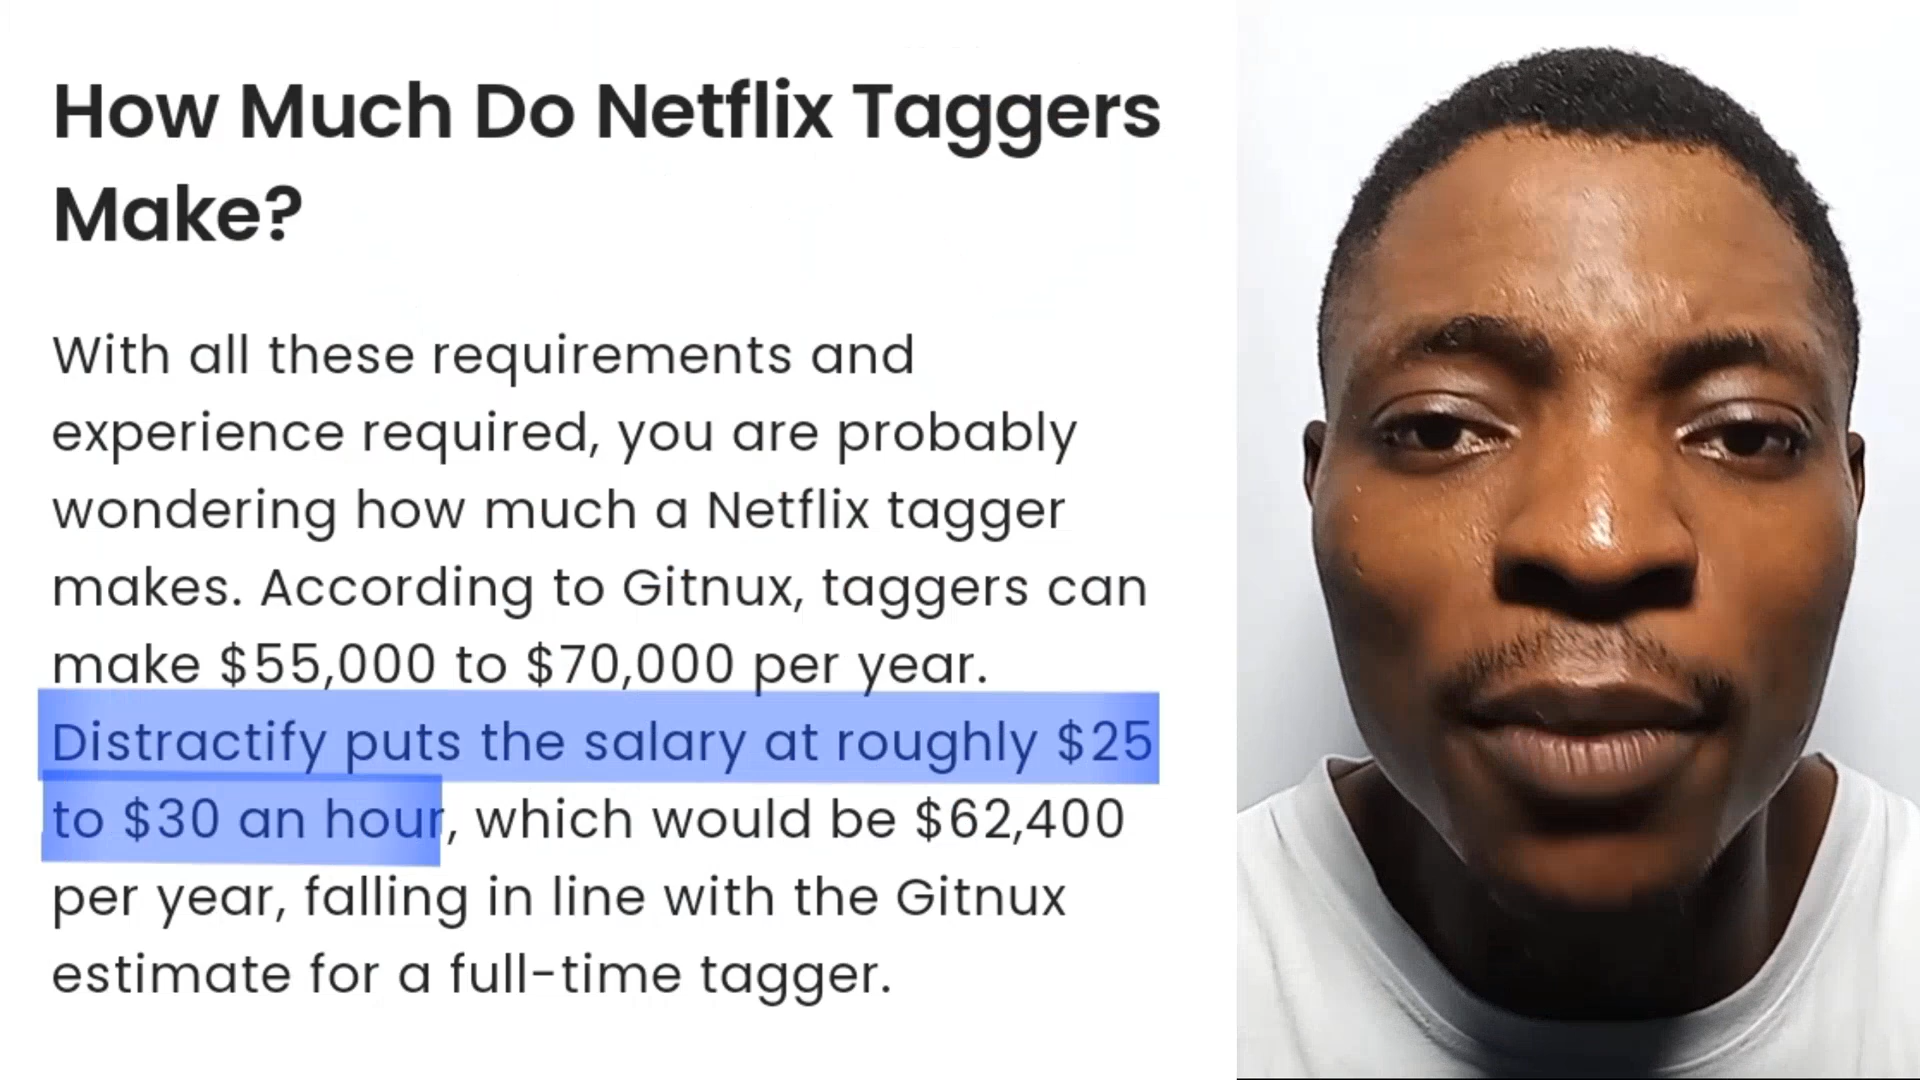 How Much Do Netflix Taggers
Make?
With all these requirements and
experience required, you are probably
wondering how much a Netflix tagger
makes. According to Gitnux, taggers can
make $55,000 to $70,000 per year.
Distractify puts the salary at roughly $25
to $30 an hour, which would be $62,400
per year, falling in line with the Gitnux
estimate for a full-time tagger.